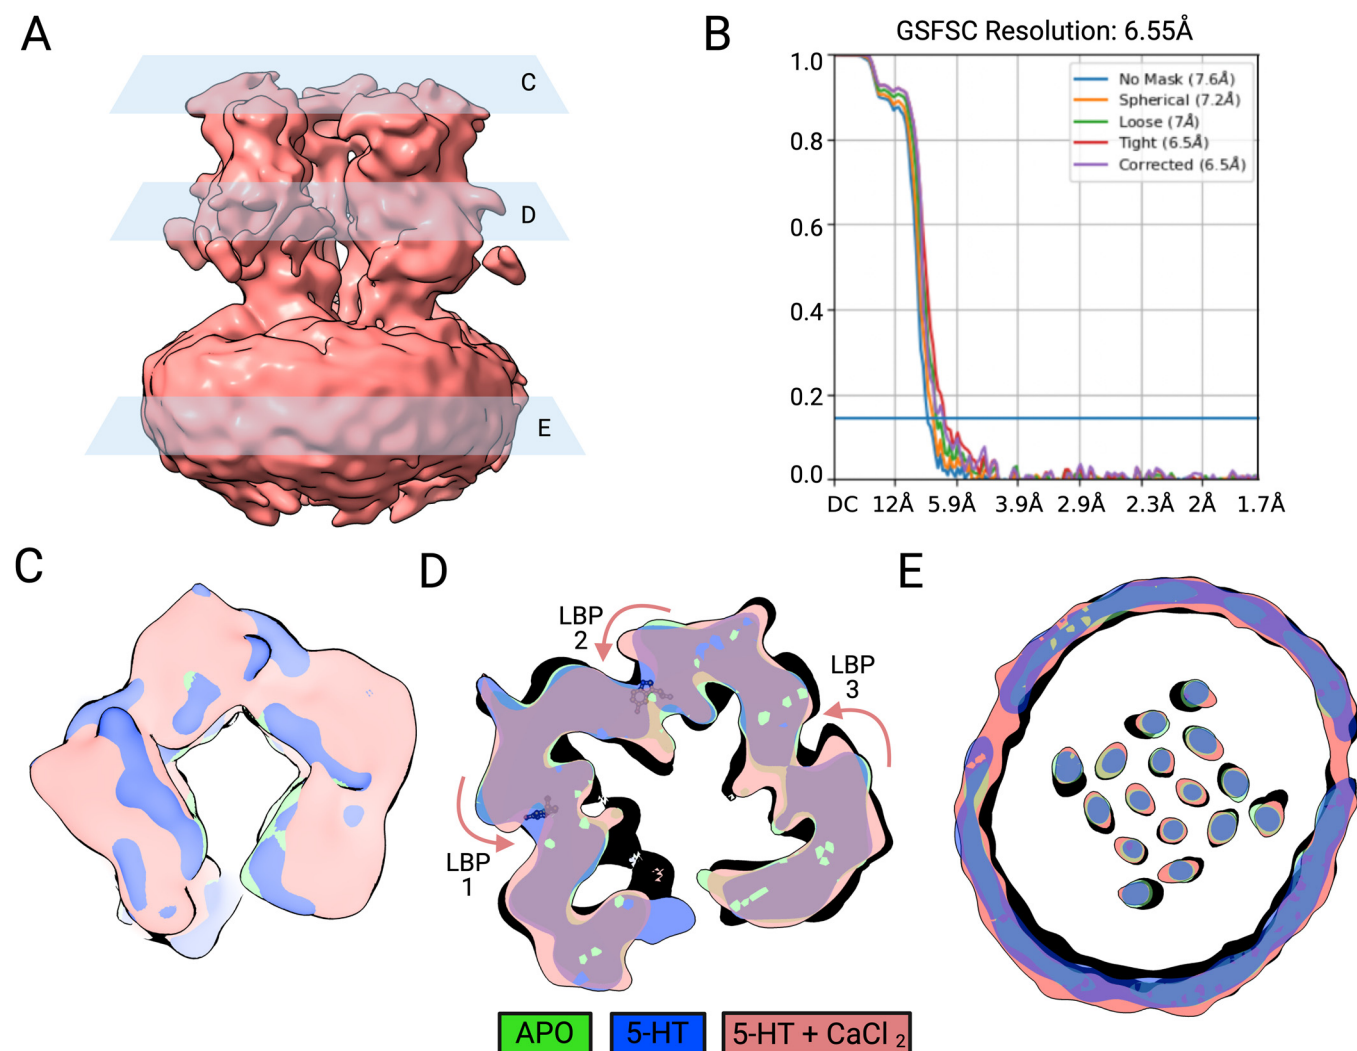 A
C
D
E
B
GSFSC Resolution: 6.55Å
1.0
0.8
0.6
0.4
0.2
0.0
No Mask (7.6Å)
Spherical (7.2Å)
Loose (7Å)
Tight (6.5Å)
Corrected (6.5Å)
DC 12Å 5.9Å 3.9Å 2.9Å 2.3Å 2Å 1.7Å
C
D
LBP
2
LBP
3
LBP
1
E
APO 5-HT 5-HT + CaCl 2